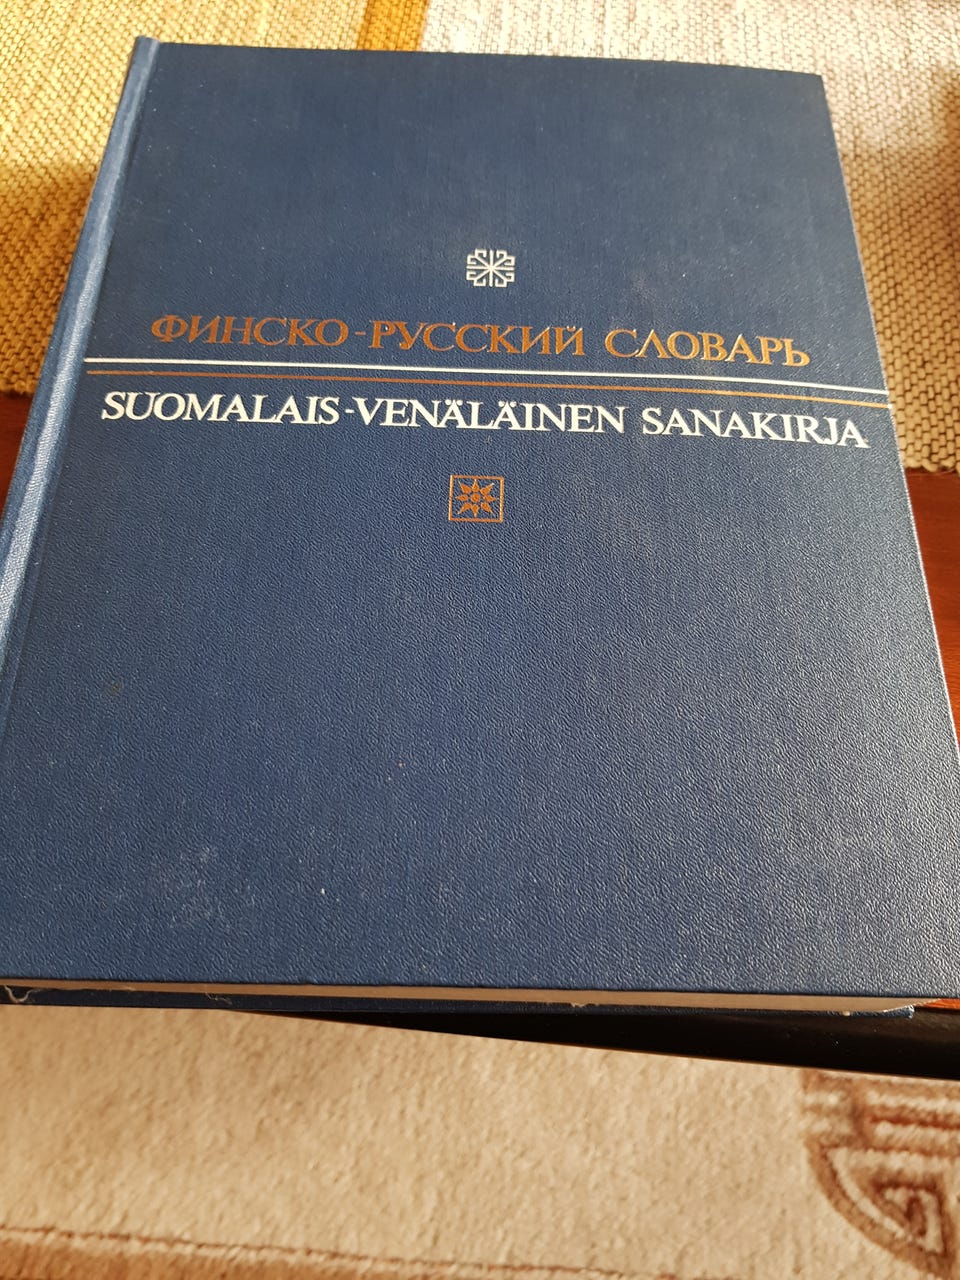 ФИНСКО-РУССКИЙ СЛОВАРЬ
SUOMALAIS-VENÄLÄINEN SANAKIRJA